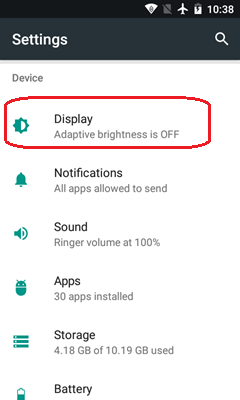 10:38
Settings
Device
Display
Adaptive brightness is OFF
Notifications
All apps allowed to send
Sound
Ringer volume at 100%
Apps
30 apps installed
Storage
4.18 GB of 10.19 GB used
Battery